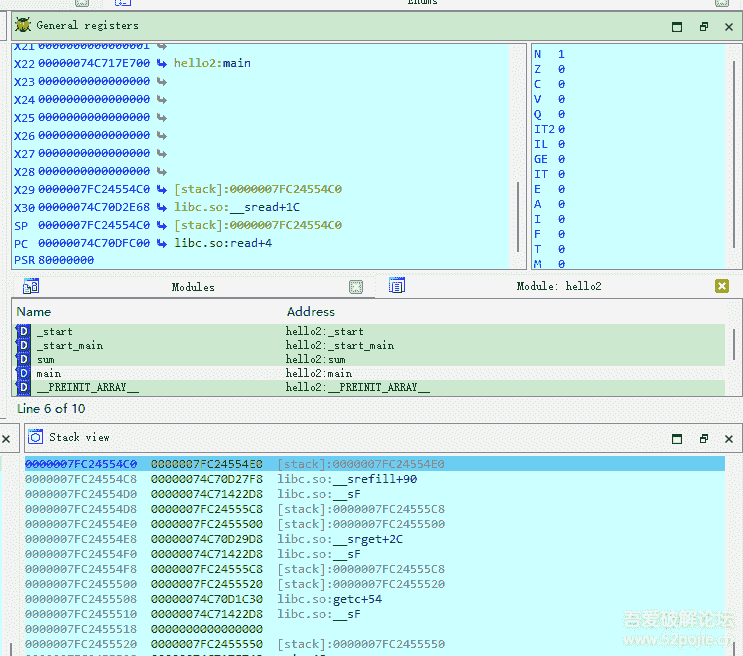 Enums
General registers
X21 0000000000000001
X22 00000074C717E700 hello2:main
X23 0000000000000000
X24 0000000000000000
X25 0000000000000000
X26 0000000000000000
X27 0000000000000000
X28 0000000000000000
X29 0000007FC24554C0 [stack]:0000007FC24554C0
X30 00000074C70D2E68 libc.so:__sread+1C
SP 0000007FC24554C0 [stack]:0000007FC24554C0
PC 00000074C70DFC00 libc.so:read+4
PSR 80000000
N 1
Z 0
C 0
V 0
Q 0
IT2 0
IL 0
GE 0
IT 0
E 0
A 0
I 0
F 0
T 0
M 0
Modules
Module: hello2
Name Address
D _start hello2:_start
D _start_main hello2:_start_main
D sum hello2:sum
D main hello2:main
D __PREINIT_ARRAY__ hello2:__PREINIT_ARRAY__
Line 6 of 10
Stack view
0000007FC24554C0 0000007FC24554E0 [stack]:0000007FC24554E0
0000007FC24554C8 00000074C70D27F8 libc.so:__srefill+90
0000007FC24554D0 00000074C71422D8 libc.so:__sF
0000007FC24554D8 0000007FC24555C8 [stack]:0000007FC24555C8
0000007FC24554E0 0000007FC2455500 [stack]:0000007FC2455500
0000007FC24554E8 00000074C70D29D8 libc.so:__srget+2C
0000007FC24554F0 00000074C71422D8 libc.so:__sF
0000007FC24554F8 0000007FC24555C8 [stack]:0000007FC24555C8
0000007FC2455500 0000007FC2455520 [stack]:0000007FC2455520
0000007FC2455508 00000074C70D1C30 libc.so:getc+54
0000007FC2455510 00000074C71422D8 libc.so:__sF
0000007FC2455518 0000000000000000
0000007FC2455520 0000007FC2455550 [stack]:0000007FC2455550
吾爱破解论坛
www.52pojie.cn